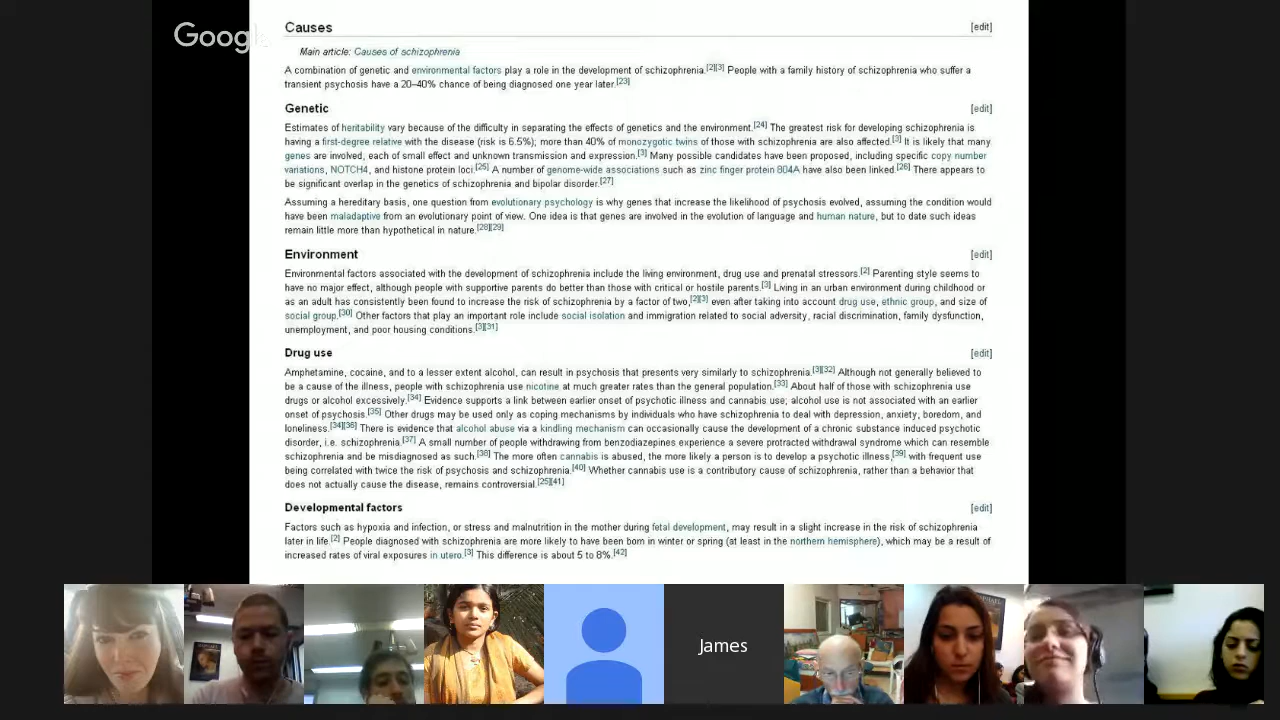 Google
Causes [edit]
Main article: Causes of schizophrenia
A combination of genetic and environmental factors play a role in the development of schizophrenia.[2][3] People with a family history of schizophrenia who suffer a
transient psychosis have a 20–40% chance of being diagnosed one year later.[23]
Genetic [edit]
Estimates of heritability vary because of the difficulty in separating the effects of genetics and the environment.[24] The greatest risk for developing schizophrenia is
having a first-degree relative with the disease (risk is 6.5%); more than 40% of monozygotic twins of those with schizophrenia are also affected.[3] It is likely that many
genes are involved, each of small effect and unknown transmission and expression.[3] Many possible candidates have been proposed, including specific copy number
variations, NOTCH4, and histone protein loci.[25] A number of genome-wide associations such as zinc finger protein 804A have also been linked.[26] There appears to
be significant overlap in the genetics of schizophrenia and bipolar disorder.[27]
Assuming a hereditary basis, one question from evolutionary psychology is why genes that increase the likelihood of psychosis evolved, assuming the condition would
have been maladaptive from an evolutionary point of view. One idea is that genes are involved in the evolution of language and human nature, but to date such ideas
remain little more than hypothetical in nature.[28][29]
Environment [edit]
Environmental factors associated with the development of schizophrenia include the living environment, drug use and prenatal stressors.[2] Parenting style seems to
have no major effect, although people with supportive parents do better than those with critical or hostile parents.[3] Living in an urban environment during childhood or
as an adult has consistently been found to increase the risk of schizophrenia by a factor of two,[2][3] even after taking into account drug use, ethnic group, and size of
social group.[30] Other factors that play an important role include social isolation and immigration related to social adversity, racial discrimination, family dysfunction,
unemployment, and poor housing conditions.[3][31]
Drug use [edit]
Amphetamine, cocaine, and to a lesser extent alcohol, can result in psychosis that presents very similarly to schizophrenia.[3][32] Although not generally believed to
be a cause of the illness, people with schizophrenia use nicotine at much greater rates than the general population.[33] About half of those with schizophrenia use
drugs or alcohol excessively.[34] Evidence supports a link between earlier onset of psychotic illness and cannabis use; alcohol use is not associated with an earlier
onset of psychosis.[35] Other drugs may be used only as coping mechanisms by individuals who have schizophrenia to deal with depression, anxiety, boredom, and
loneliness.[34][36] There is evidence that alcohol abuse via a kindling mechanism can occasionally cause the development of a chronic substance induced psychotic
disorder, i.e. schizophrenia.[37] A small number of people withdrawing from benzodiazepines experience a severe protracted withdrawal syndrome which can resemble
schizophrenia and be misdiagnosed as such.[38] The more often cannabis is abused, the more likely a person is to develop a psychotic illness,[39] with frequent use
being correlated with twice the risk of psychosis and schizophrenia.[40] Whether cannabis use is a contributory cause of schizophrenia, rather than a behavior that
does not actually cause the disease, remains controversial.[25][41]
Developmental factors [edit]
Factors such as hypoxia and infection, or stress and malnutrition in the mother during fetal development, may result in a slight increase in the risk of schizophrenia
later in life.[2] People diagnosed with schizophrenia are more likely to have been born in winter or spring (at least in the northern hemisphere), which may be a result of
increased rates of viral exposures in utero.[3] This difference is about 5 to 8%.[42]
James